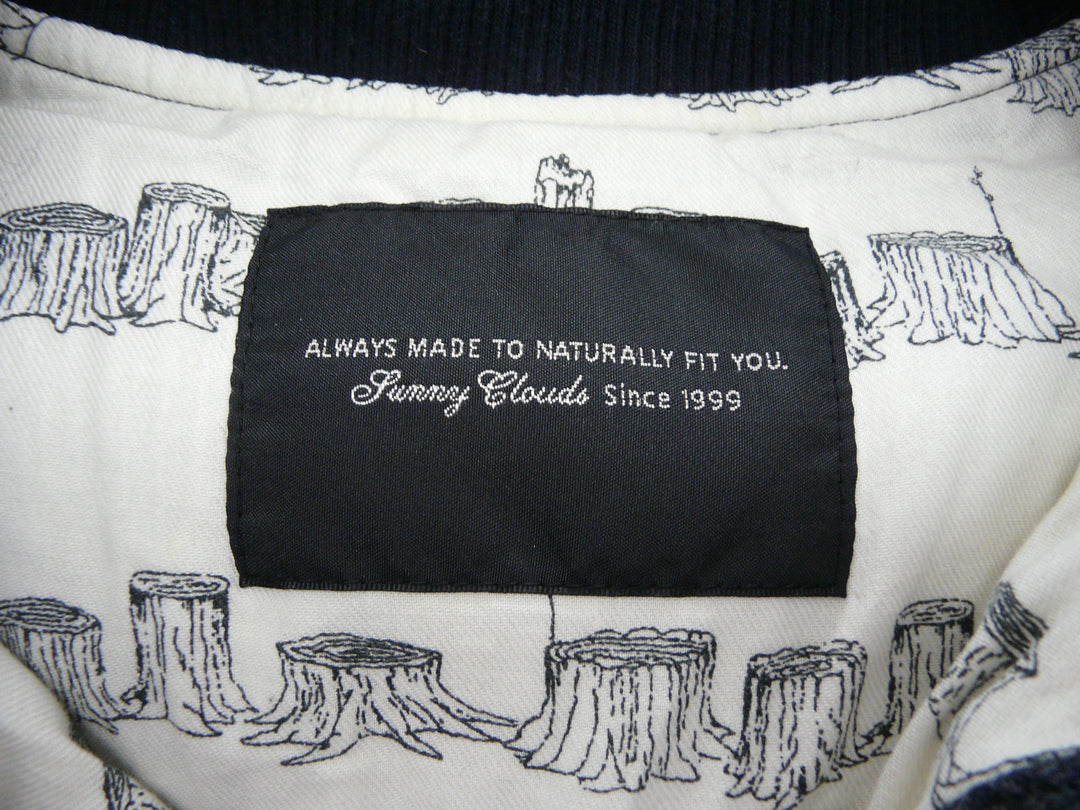 ALWAYS MADE TO NATURALLY FIT YOU.
Sunny Clouds Since 1999